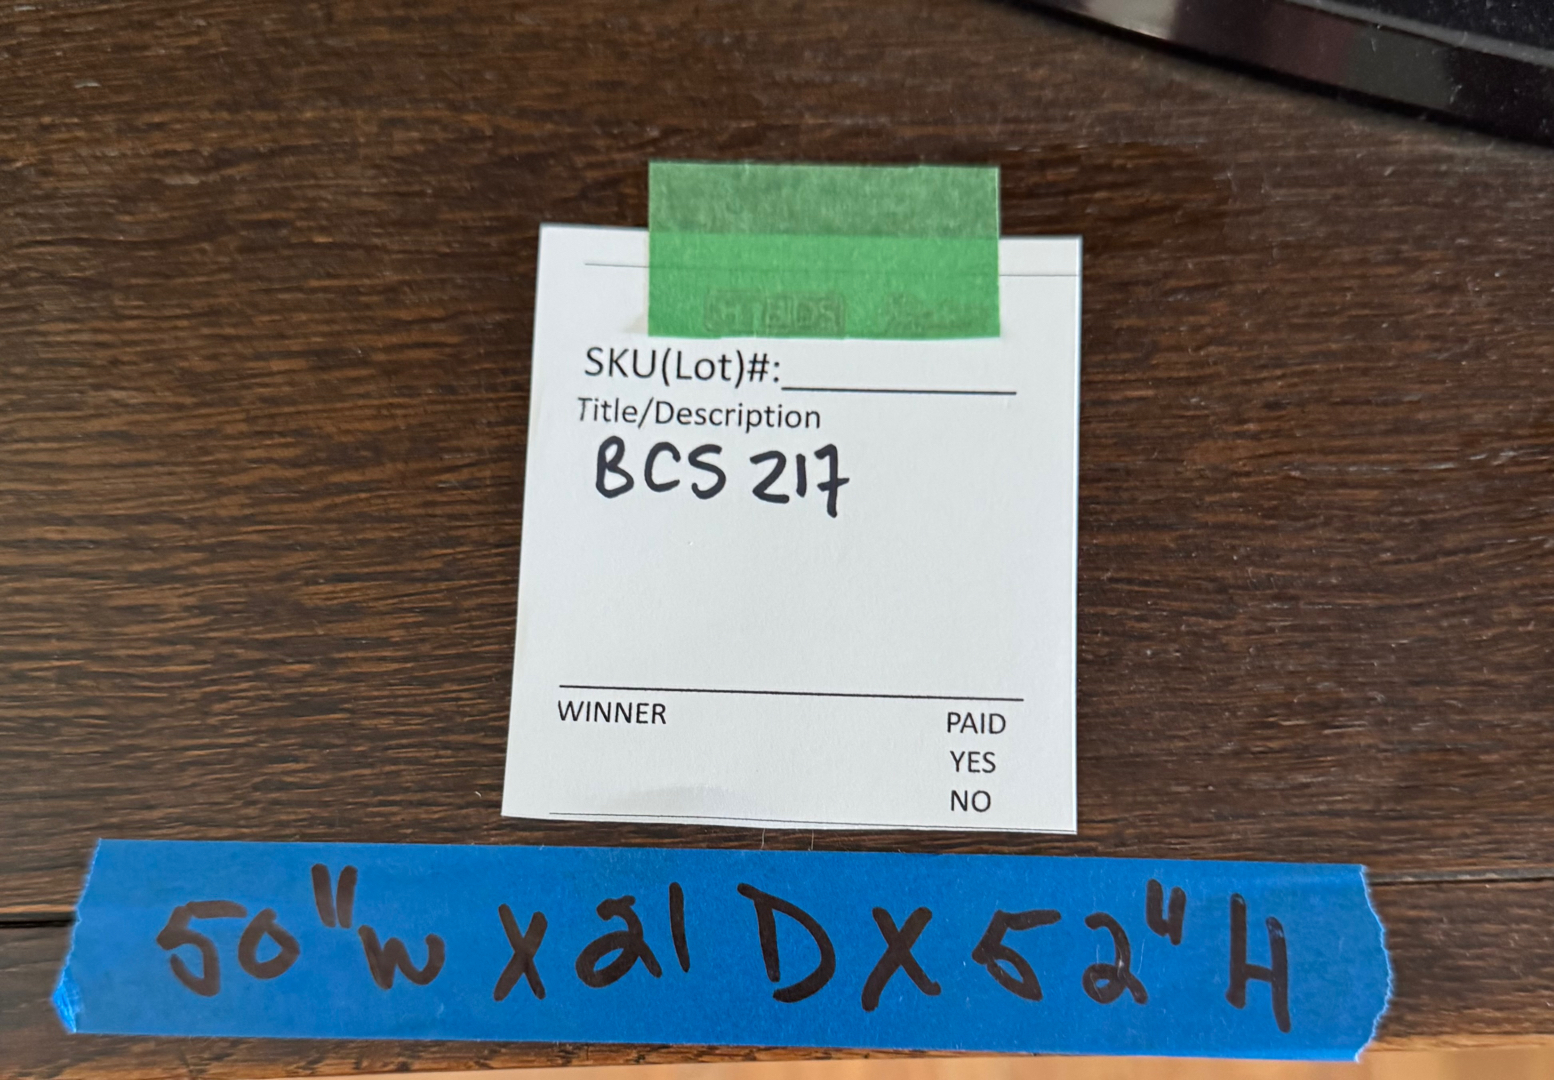 SKU(Lot)#:
Title/Description
BCS 217
WINNER PAID
YES
NO
50"W X 21 D X 52" H